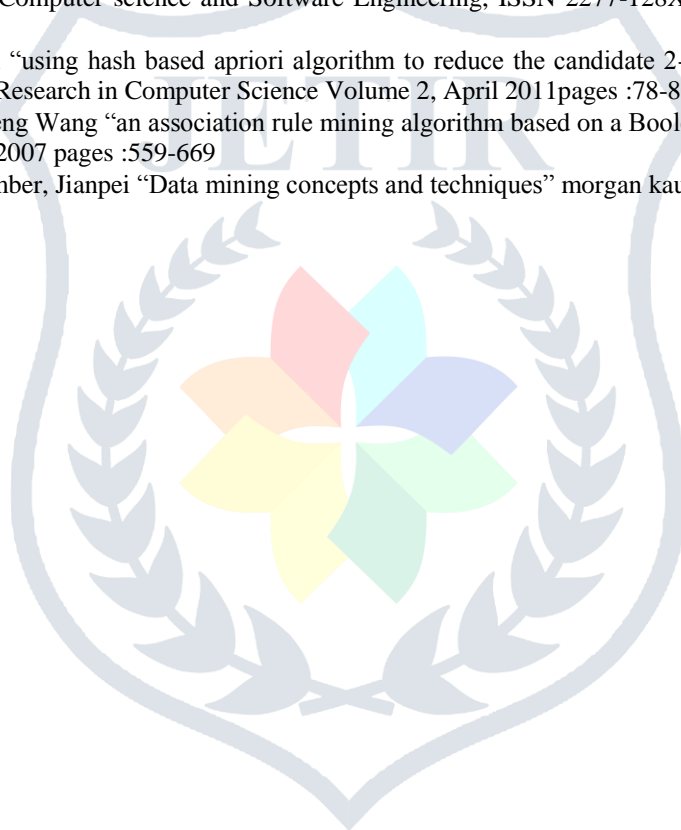 Computer science and Software Engineering, ISSN 2277-128X
"using hash based apriori algorithm to reduce the candidate 2-
Research in Computer Science Volume 2, April 2011pages :78-8
eng Wang "an association rule mining algorithm based on a Bool
2007 pages :559-669
mber, Jianpei "Data mining concepts and techniques" morgan kau
JETIR